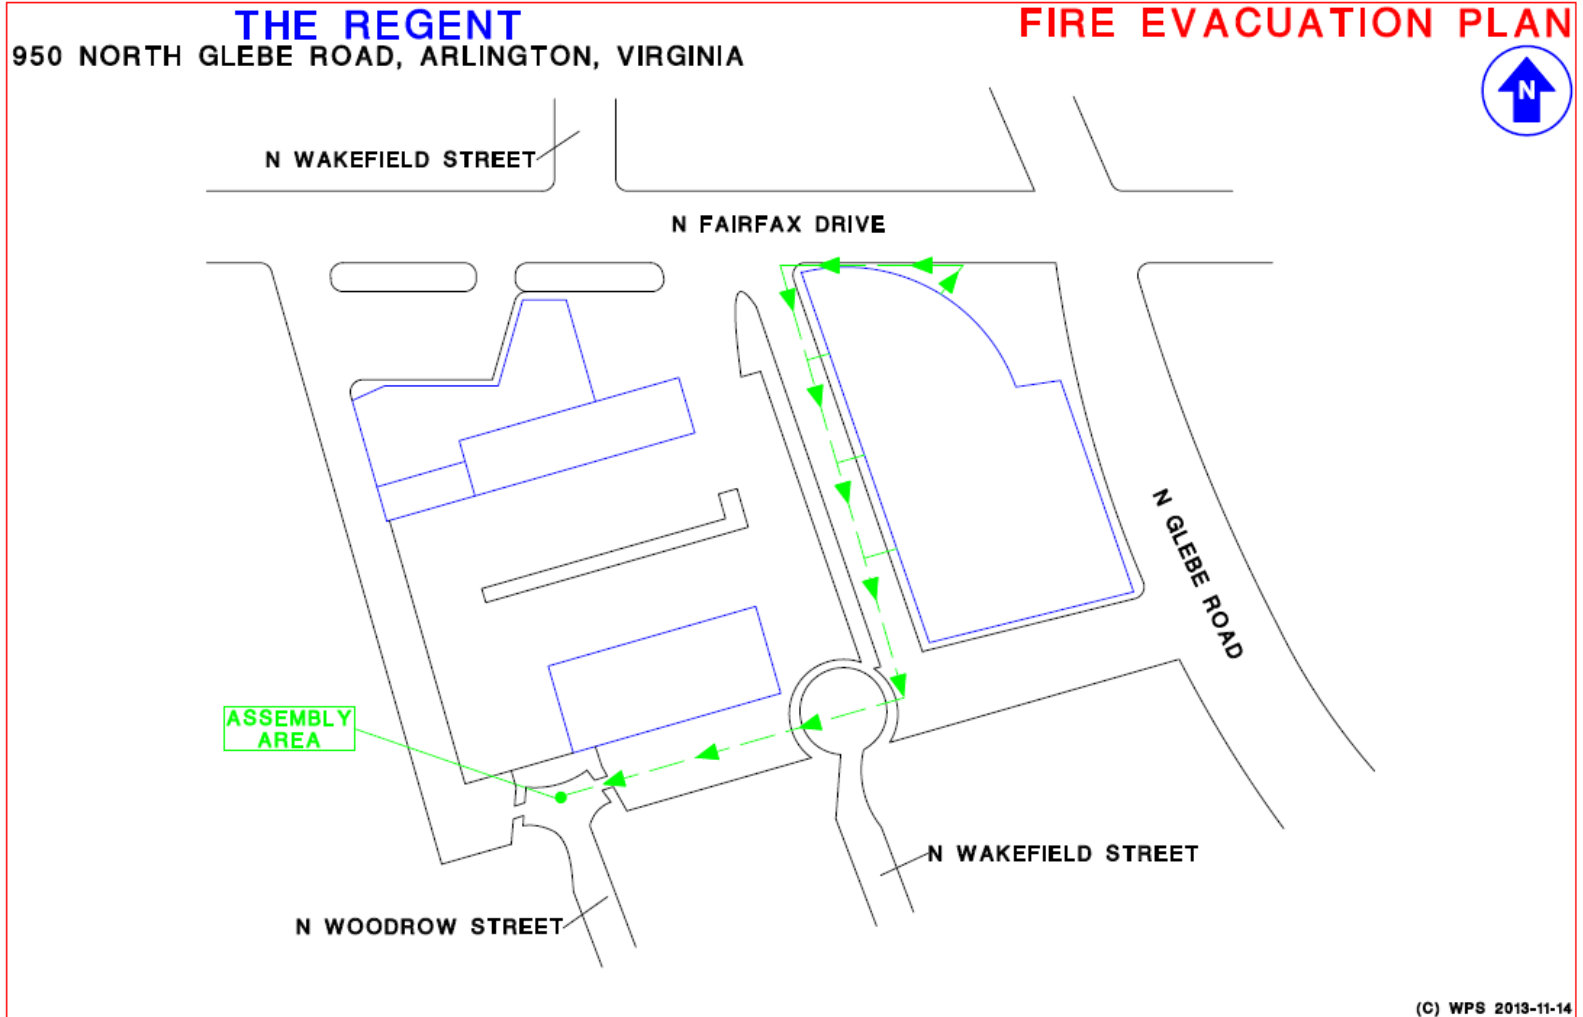 THE REGENT
FIRE EVACUATION PLAN
950 NORTH GLEBE ROAD, ARLINGTON, VIRGINIA
N
N WAKEFIELD STREET
N FAIRFAX DRIVE
N GLEBE ROAD
ASSEMBLY
AREA
N WAKEFIELD STREET
N WOODROW STREET
(C) WPS 2013-11-14